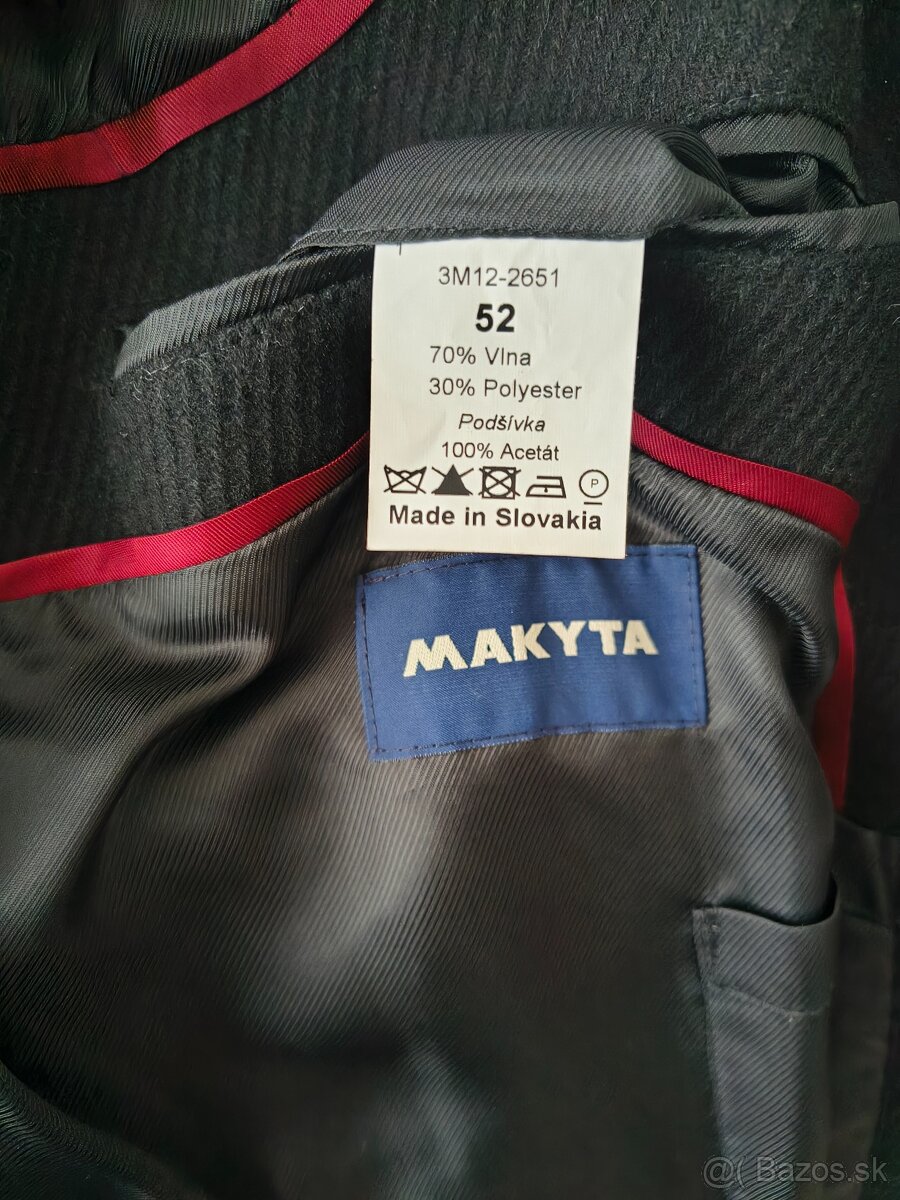 3M12-2651
52
70% Vlna
30% Polyester
Podšívka
100% Acetát
P
Made in Slovakia
MAKYTA
@( Bazos.sk